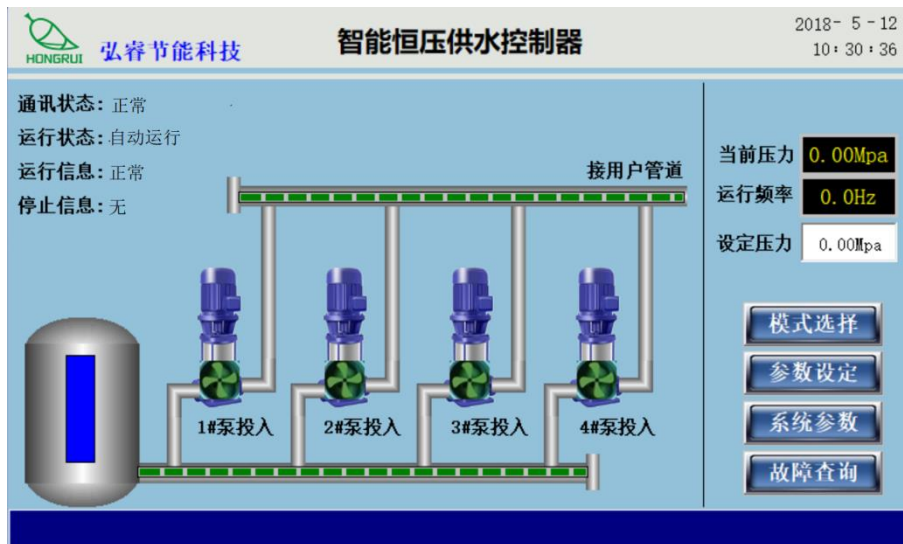 HONGRUI
弘睿节能科技
智能恒压供水控制器
2018- 5 -12
10:30:36
通讯状态: 正常
运行状态: 自动运行
运行信息: 正常
停止信息: 无
接用户管道
当前压力 0.00Mpa
运行频率 0.0Hz
设定压力 0.00Mpa
1#泵投入 2#泵投入 3#泵投入 4#泵投入
模式选择
参数设定
系统参数
故障查询